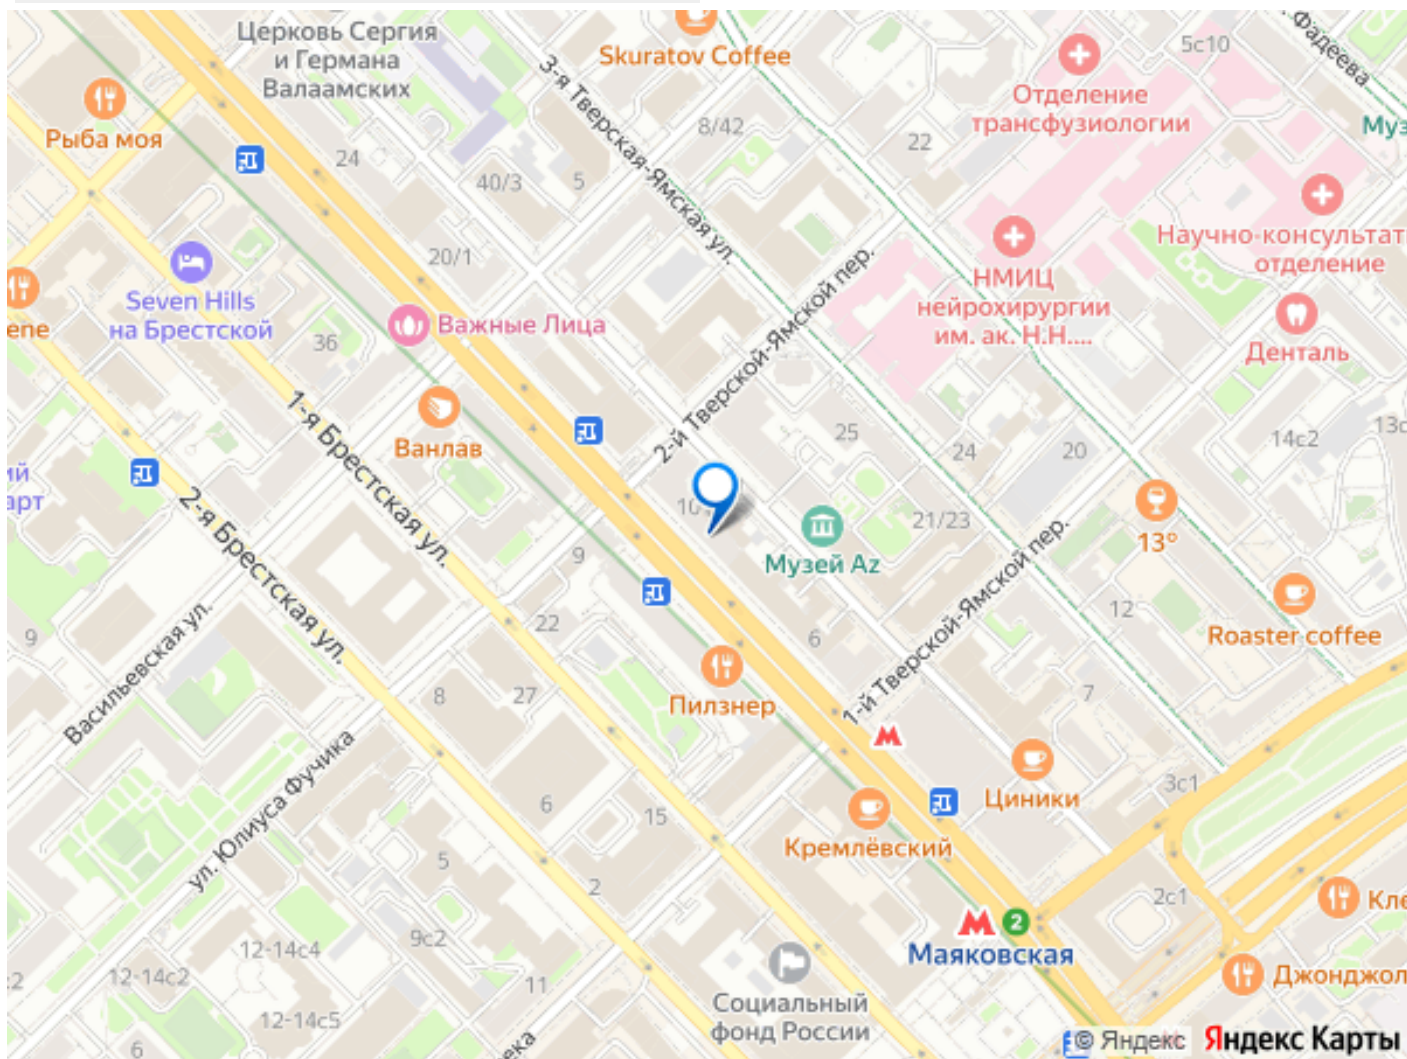 Церковь Сергия
и Германа
Валаамских
Skuratov Coffee
5с10
Фадеева
Отделение
трансфузиологии
Рыба моя
3-я Тверская-Ямская ул.
8/42
22
24
40/3
5
Научно-консультат
отделение
20/1
НМИЦ
нейрохирургии
им. ак. Н.Н....
Seven Hills
на Брестской
ene
Важные Лица
36
2-й Тверской-Ямской пер.
Денталь
1-я Брестская ул.
Ванлав
25
24
20
14с2
2-я Брестская ул.
10
21/23
13°
Музей Az
9
22
Васильевская ул.
9
12
Roaster coffee
6
1-й Тверской-Ямской пер.
8
27
Пилзнер
7
ул. Юлиуса Фучика
6
15
Циники
3с1
Кремлёвский
5
2
2с1
9с2
12-14с4
Маяковская
2
12-14с2
11
Джонджол
Социальный
фонд России
12-14с5
6
© Яндекс Яндекс Карты